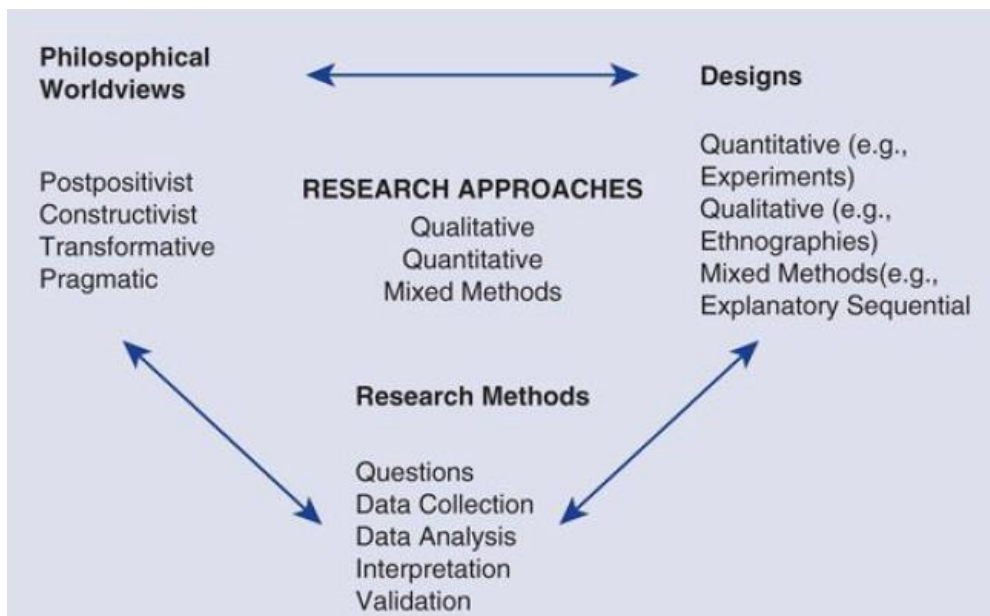 Philosophical
Worldviews
Designs
Postpositivist
Constructivist
Transformative
Pragmatic
RESEARCH APPROACHES
Qualitative
Quantitative
Mixed Methods
Quantitative (e.g.,
Experiments)
Qualitative (e.g.,
Ethnographies)
Mixed Methods(e.g.,
Explanatory Sequential
Research Methods
Questions
Data Collection
Data Analysis
Interpretation
Validation